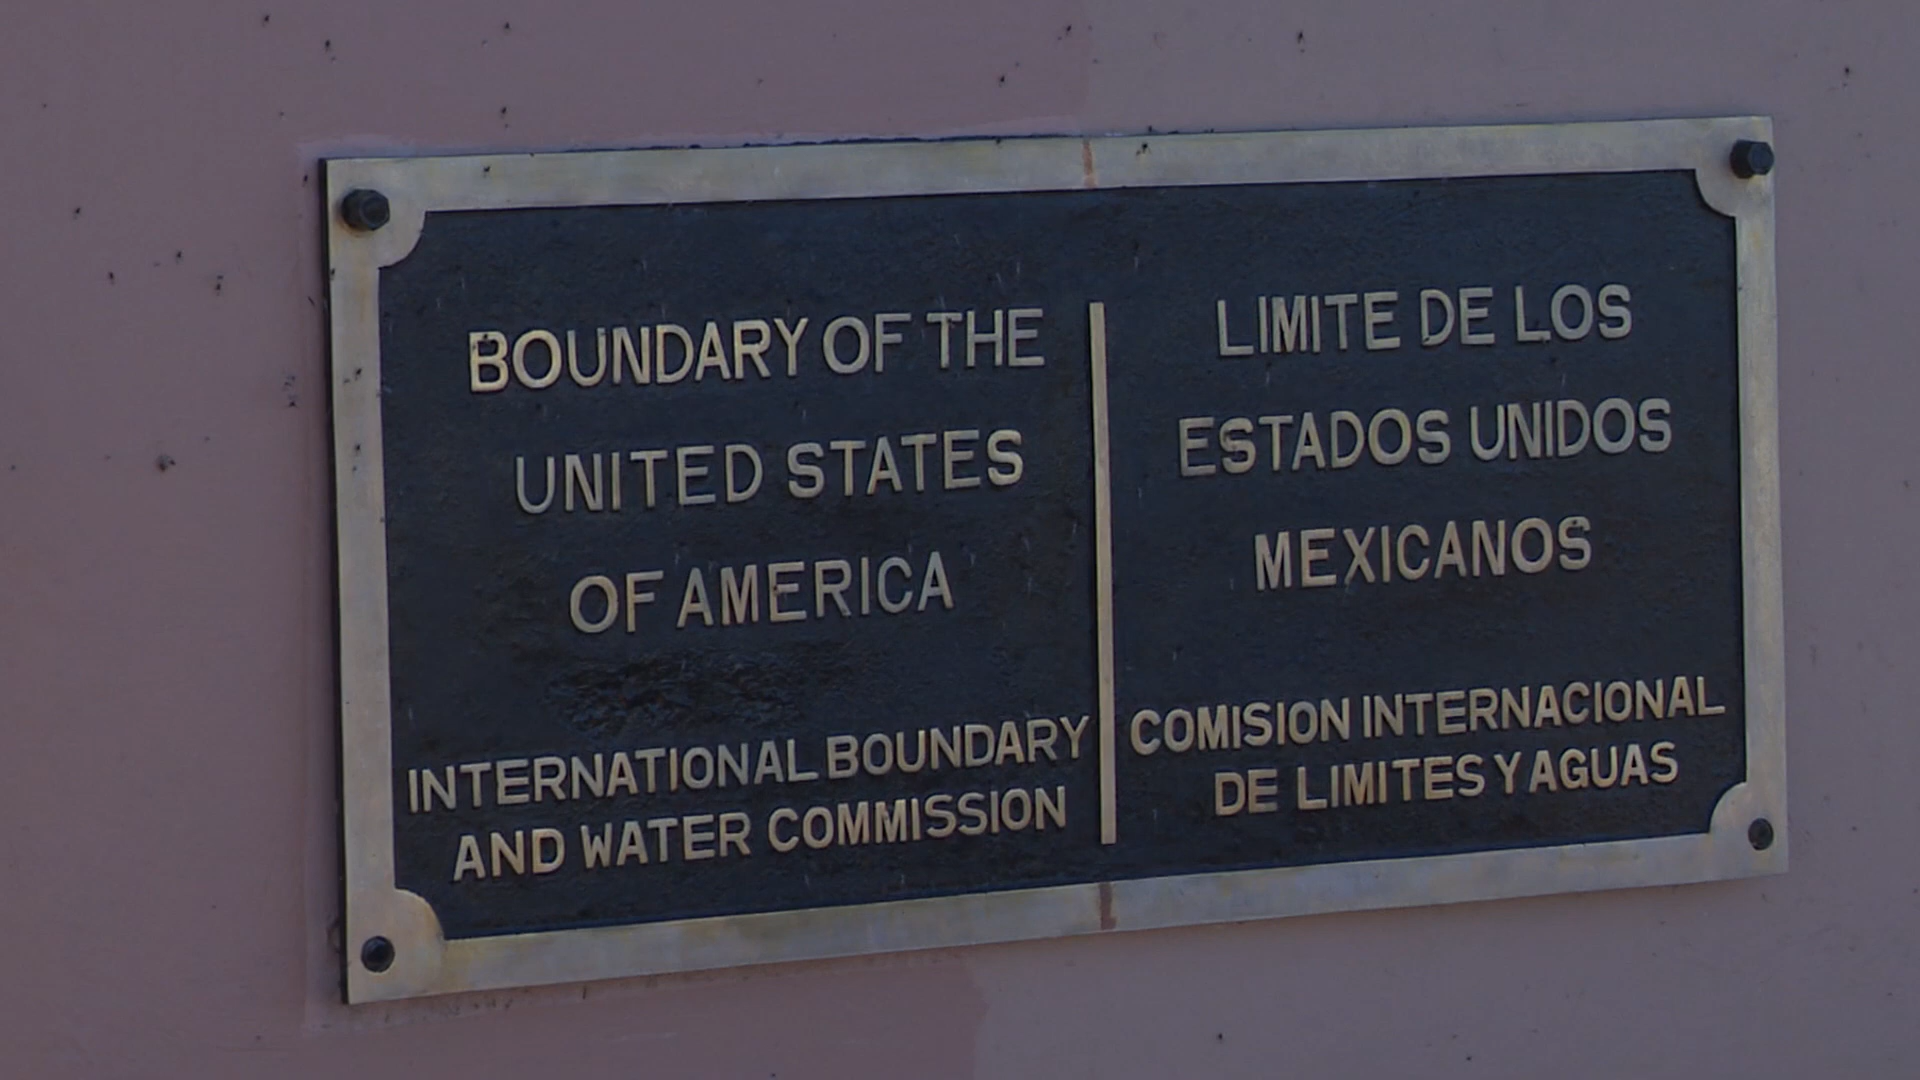 BOUNDARY OF THE
UNITED STATES
OF AMERICA
INTERNATIONAL BOUNDARY
AND WATER COMMISSION
LIMITE DE LOS
ESTADOS UNIDOS
MEXICANOS
COMISION INTERNACIONAL
DE LIMITES Y AGUAS